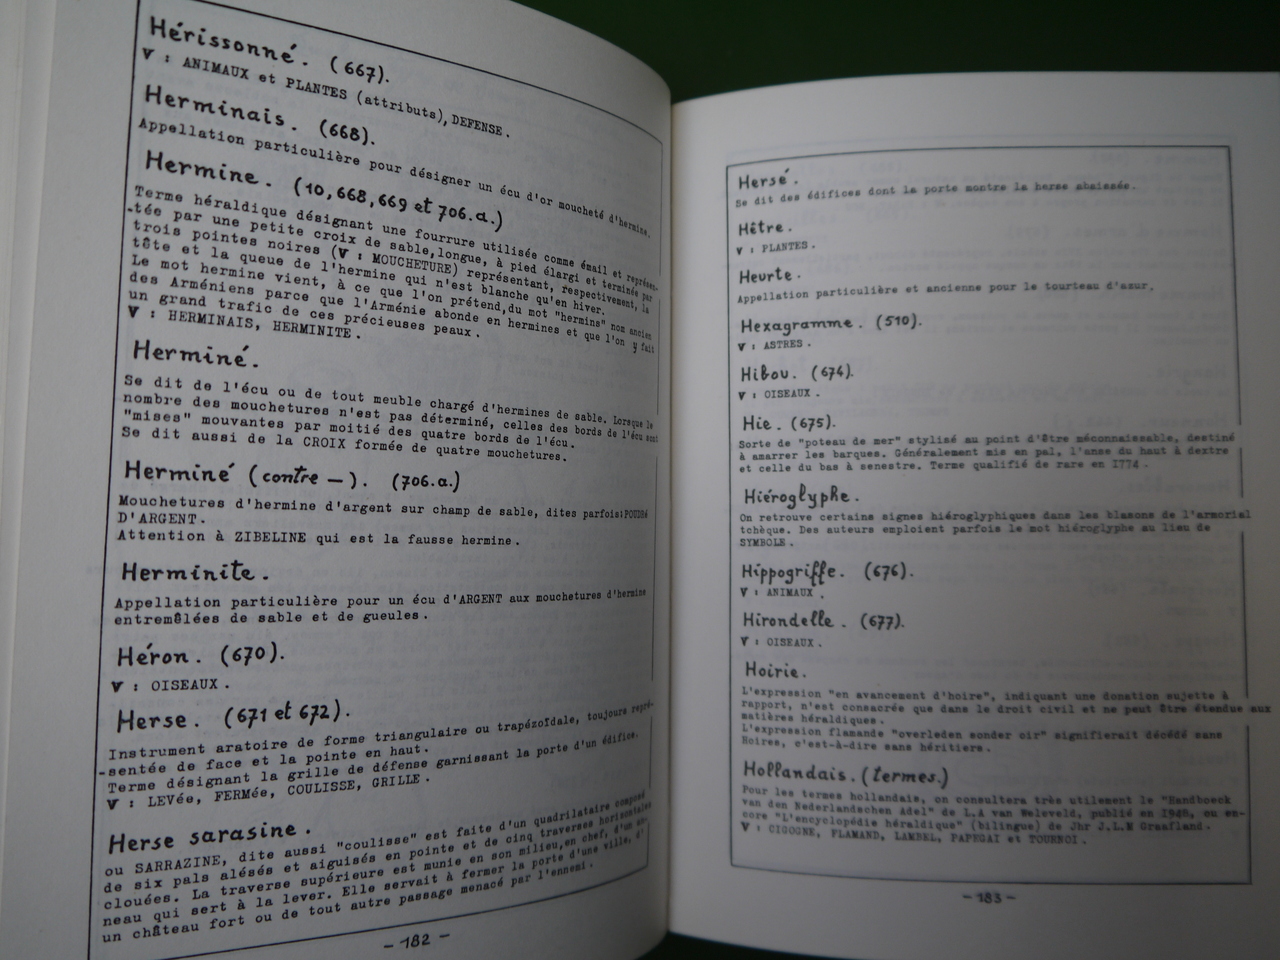 Hérissonné. (667).
V : ANIMAUX et PLANTES (attributs), DEFENSE.
Herminais. (668).
Appellation particulière pour désigner un écu d'or moucheté d'hermine.
Hermine. (10,668,669 et 706.a.)
Terme héraldique désignant une fourrure utilisée comme émail et représen-
-tée par une petite croix de sable,longue, à pied élargi et terminée par
trois pointes noires (V : MOUCHETURE) représentant, respectivement, la
tête et la queue de l'hermine qui n'est blanche qu'en hiver.
Le mot hermine vient, à ce que l'on prétend,du mot "hermins" nom ancien
des Arméniens parce que l'Arménie abonde en hermines et que l'on y fait
un grand trafic de ces précieuses peaux.
V : HERMINAIS, HERMINITE.
Herminé.
Se dit de l'écu ou de tout meuble chargé d'hermines de sable. Lorsque le
nombre des mouchetures n'est pas déterminé, celles des bords de l'écu sont
"mises" mouvantes par moitié des quatre bords de l'écu.
Se dit aussi de la CROIX formée de quatre mouchetures.
Herminé (contre —). (706.a.)
Mouchetures d'hermine d'argent sur champ de sable, dites parfois:POUDRé
D'ARGENT.
Attention à ZIBELINE qui est la fausse hermine.
Herminite.
Appellation particulière pour un écu d'ARGENT aux mouchetures d'hermine
entremêlées de sable et de gueules.
Héron. (670).
V : OISEAUX.
Herse. (671 et 672).
Instrument aratoire de forme triangulaire ou trapézoïdale, toujours repré-
-sentée de face et la pointe en haut.
Terme désignant la grille de défense garnissant la porte d'un édifice.
V : LEVée, FERMée, COULISSE, GRILLE.
Herse sarasine.
ou SARRAZINE, dite aussi "coulisse" est faite d'un quadrilataire composé
de six pals alésés et aiguisés en pointe et de cinq traverses horizontales
clouées. La traverse supérieure est munie en son milieu,en chef, d'un an-
neau qui sert à la lever. Elle servait à fermer la porte d'une ville, d'
un château fort ou de tout autre passage menacé par l'ennemi.
- 182 -
Hersé.
Se dit des édifices dont la porte montre la herse abaissée.
Hêtre.
V : PLANTES.
Heurte.
Appellation particulière et ancienne pour le tourteau d'azur.
Hexagramme. (510).
V : ASTRES.
Hibou. (674).
V : OISEAUX.
Hie. (675).
Sorte de "poteau de mer" stylisé au point d'être méconnaissable, destiné
à amarrer les barques. Généralement mis en pal, l'anse du haut à dextre
et celle du bas à senestre. Terme qualifié de rare en 1774.
Hiéroglyphe.
On retrouve certains signes hiéroglyphiques dans les blasons de l'armorial
tchèque. Des auteurs emploient parfois le mot hiéroglyphe au lieu de
SYMBOLE.
Hippogriffe. (676).
V : ANIMAUX.
Hirondelle. (677).
V : OISEAUX.
Hoirie.
L'expression "en avancement d'hoire", indiquant une donation sujette à
rapport, n'est consacrée que dans le droit civil et ne peut être étendue aux
matières héraldiques.
L'expression flamande "overleden sonder oir" signifierait décédé sans
Hoires, c'est-à-dire sans héritiers.
Hollandais. (termes.)
Pour les termes hollandais, on consultera très utilement le "Handboeck
van den Nederlandschen adel" de L.A van Weleveld, publié en 1948, ou en-
core "L'encyclopédie héraldique" (bilingue) de Jhr J.L.M Graafland.
V : CIGOGNE, FLAMAND, LAMBEL, PAPEGAI et TOURNOI.
- 183 -